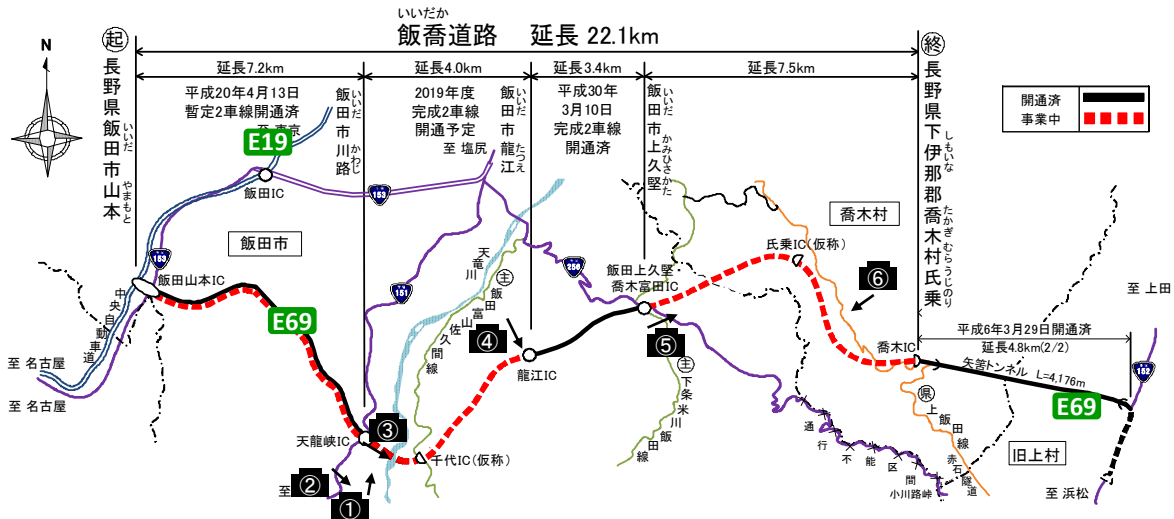 いいだか
飯喬道路 延長 22.1km
起
終
延長7.2km
延長4.0km
延長3.4km
延長7.5km
平成20年4月13日
暫定2車線開通済
至 東京
2019年度
完成2車線
開通予定
至 塩尻
平成30年
3月10日
完成2車線
開通済
N
開通済
事業中
長野県飯田市山本
いいだ
やまもと
飯田市川路
いいだ
かわじ
飯田市龍江
いいだ
たつえ
飯田市上久堅
いいだ
かみひさかた
長野県下伊那郡喬木村氏乗
しもいな
たかぎむらうじのり
E19
飯田IC
153
153
飯田市
飯田山本IC
中央自動車道
至 名古屋
至 名古屋
E69
151
天竜川
主
飯田富山佐久間線
256
飯田上久堅・
喬木富田IC
喬木村
氏乗IC(仮称)
⑥
④
⑤
龍江IC
主
下条米川飯田線
喬木IC
至 上田
平成6年3月29日開通済
延長4.8km(2/2)
矢筈トンネル L=4,176m
152
E69
県
上飯田線
赤石隧道
天龍峡IC
③
千代IC(仮称)
②
①
至
通行不能区間
小川路峠
旧上村
至 浜松